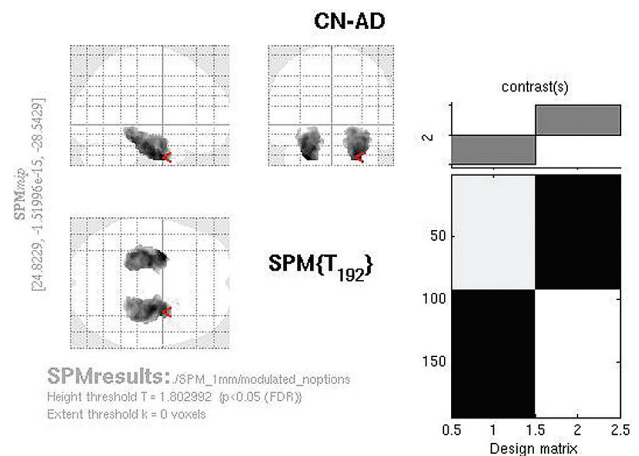 CN-AD
SPMmip
[24.8229, -1.51996e-15, -28.5429]
contrast(s)
2
SPM{T192}
50
100
150
0.5 1 1.5 2 2.5
Design matrix
SPMresults: ./SPM_1mm/modulated_noptions
Height threshold T = 1.802992 {p<0.05 (FDR)}
Extent threshold k = 0 voxels